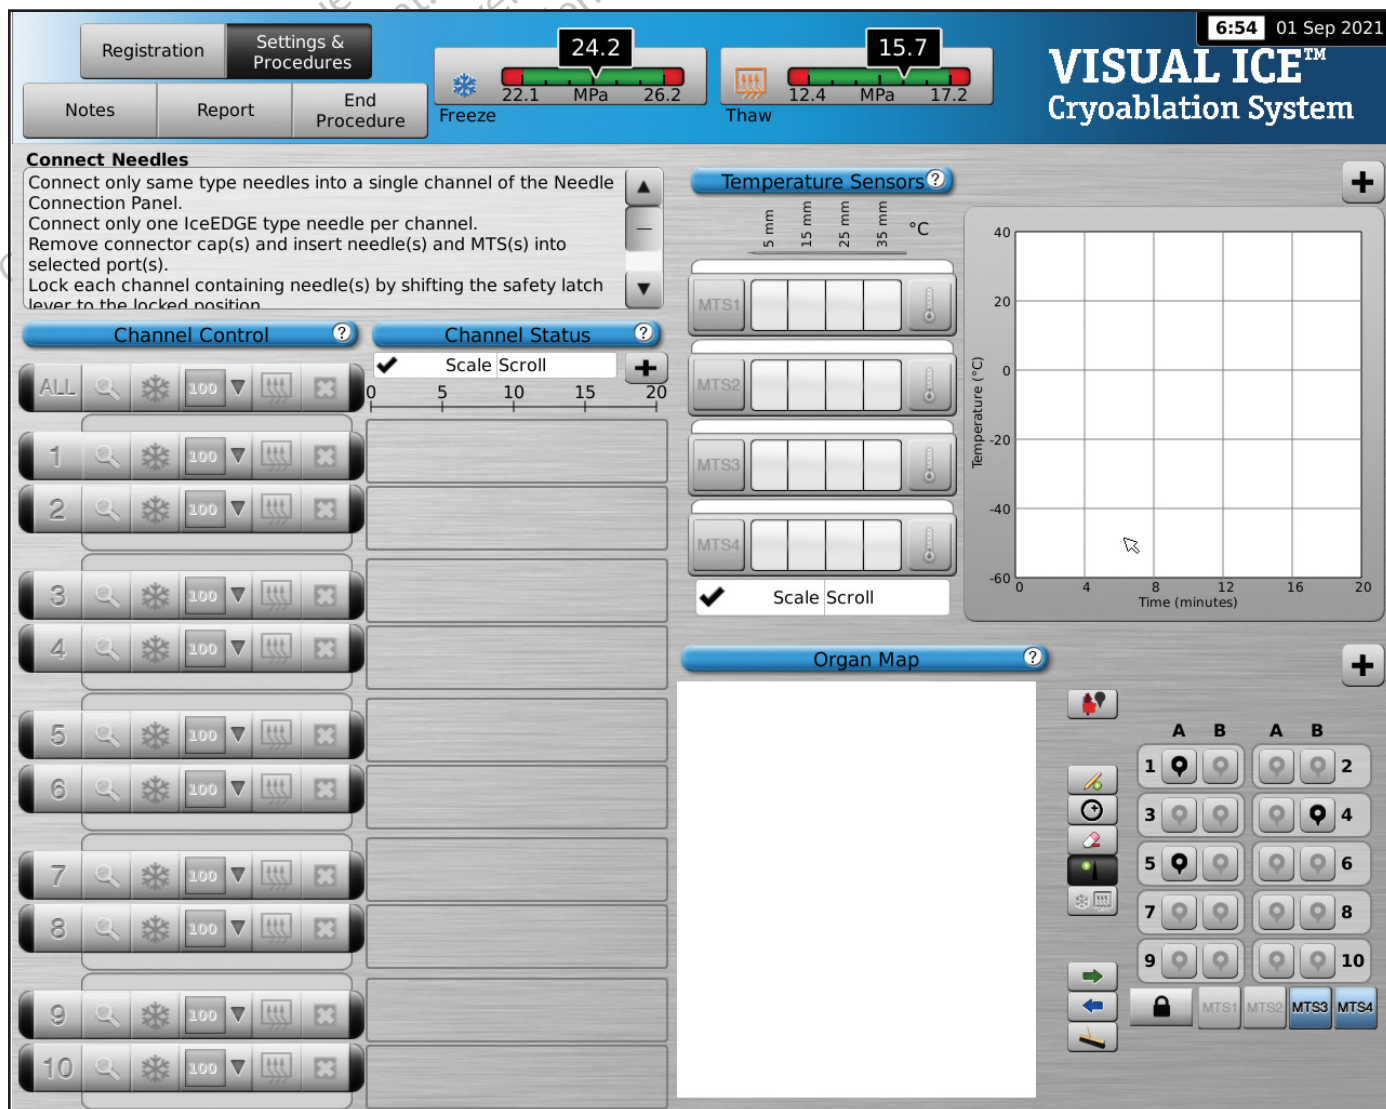 6:54 01 Sep 2021
Registration
Settings &
Procedures
Notes
Report
End
Procedure
24.2
22.1 MPa 26.2
Freeze
15.7
12.4 MPa 17.2
Thaw
VISUAL ICE™
Cryoablation System
Connect Needles
Connect only same type needles into a single channel of the Needle
Connection Panel.
Connect only one IceEDGE type needle per channel.
Remove connector cap(s) and insert needle(s) and MTS(s) into
selected port(s).
Lock each channel containing needle(s) by shifting the safety latch
lever to the locked position
Channel Control ?
Channel Status ?
Scale Scroll
0 5 10 15 20
ALL 100
1 100
2 100
3 100
4 100
5 100
6 100
7 100
8 100
9 100
10 100
Temperature Sensors ?
5 mm 15 mm 25 mm 35 mm °C
MTS1
MTS2
MTS3
MTS4
Scale Scroll
Temperature (°C)
40
20
0
-20
-40
-60
0 4 8 12 16 20
Time (minutes)
Organ Map ?
A B A B
1 2
3 4
5 6
7 8
9 10
MTS1 MTS2 MTS3 MTS4